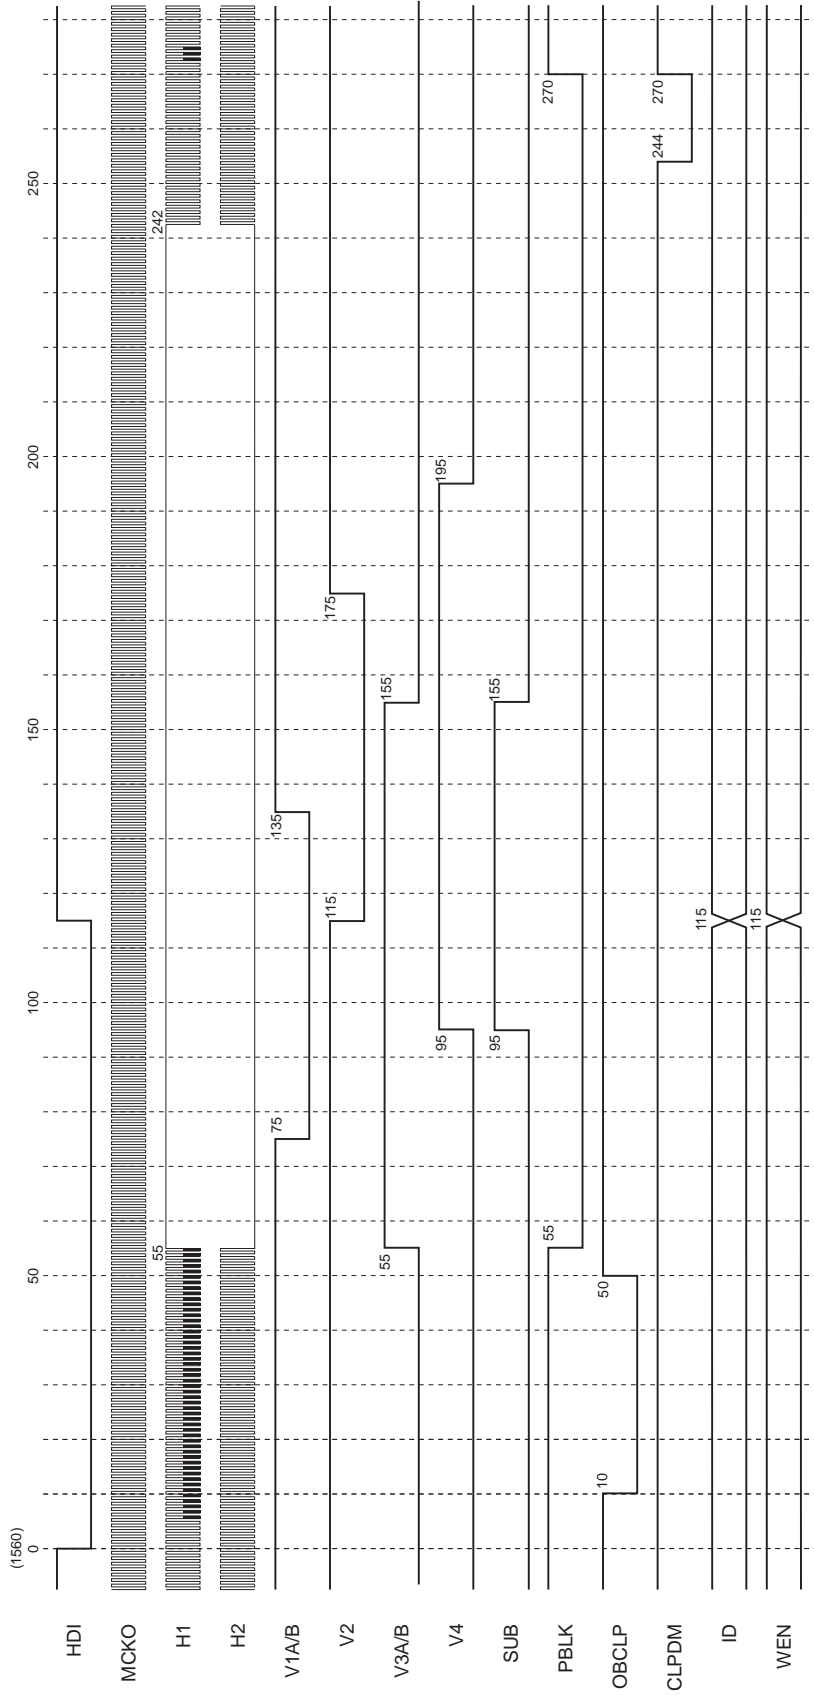 (1560)
0
50
100
150
200
250
HDI
MCKO
H1
55
242
H2
V1A/B
75
135
V2
115
175
V3A/B
55
155
V4
95
195
SUB
95
155
PBLK
55
270
OBCLP
10
50
CLPDM
244
270
ID
115
WEN
115